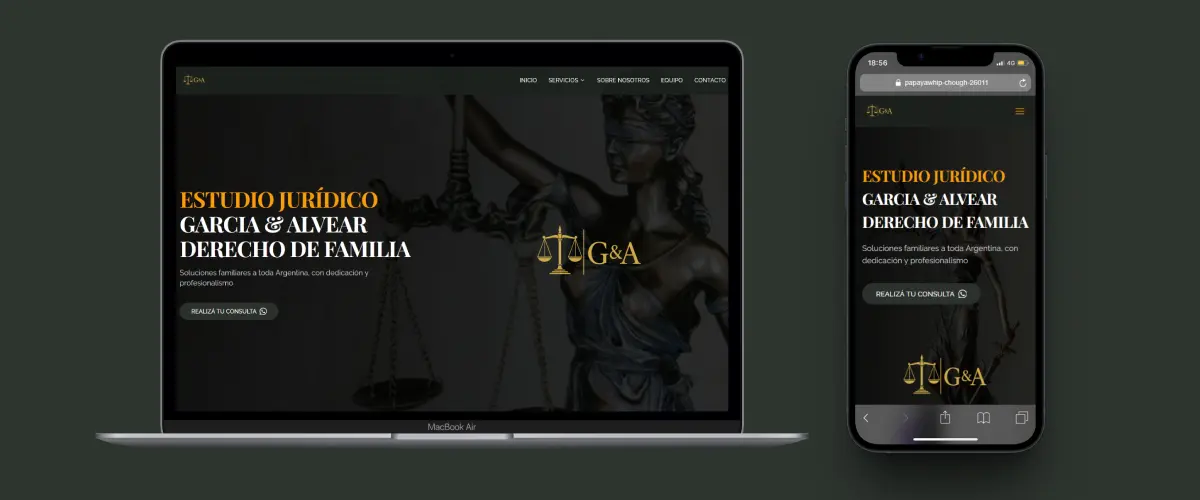 G&A
INICIO SERVICIOS SOBRE NOSOTROS EQUIPO CONTACTO
ESTUDIO JURÍDICO
GARCIA & ALVEAR
DERECHO DE FAMILIA
Soluciones familiares a toda Argentina, con dedicación y
profesionalismo
REALIZÁ TU CONSULTA
G&A
MacBook Air
18:56 4G
papayawhip-chough-26011
G&A
ESTUDIO JURÍDICO
GARCIA & ALVEAR
DERECHO DE FAMILIA
Soluciones familiares a toda Argentina, con
dedicación y profesionalismo
REALIZÁ TU CONSULTA
G&A